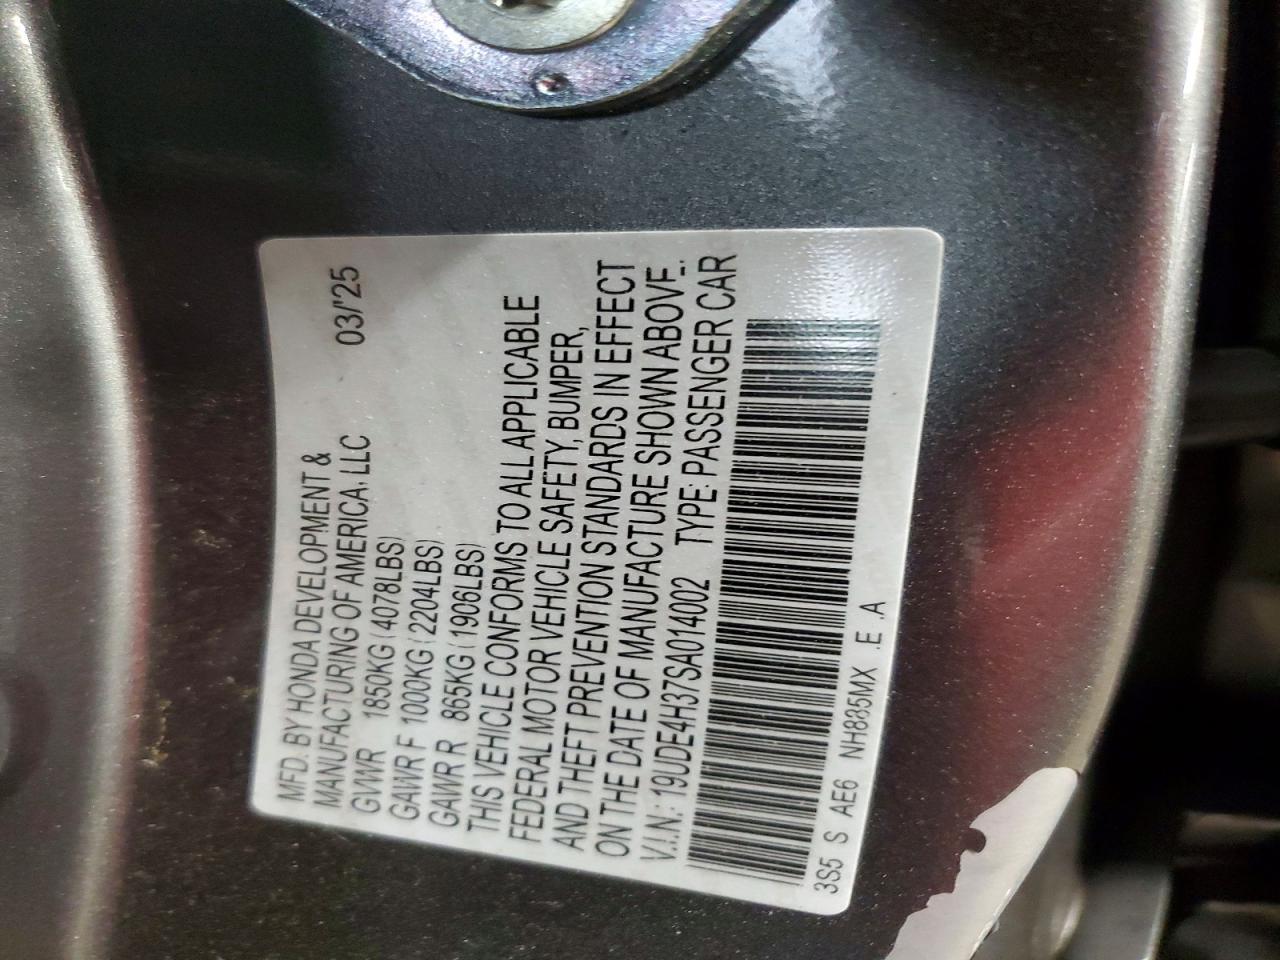 MFD. BY HONDA DEVELOPMENT &
MANUFACTURING OF AMERICA, LLC 03/'25
GVWR 1850KG (4078LBS)
GAWR F 1000KG (2204LBS)
GAWR R 865KG (1906LBS)
THIS VEHICLE CONFORMS TO ALL APPLICABLE
FEDERAL MOTOR VEHICLE SAFETY, BUMPER,
AND THEFT PREVENTION STANDARDS IN EFFECT
ON THE DATE OF MANUFACTURE SHOWN ABOVE.
V.I.N.: 19UDE4H37SA014002 TYPE: PASSENGER CAR
3S5 S AE6 NH885MX .E .A